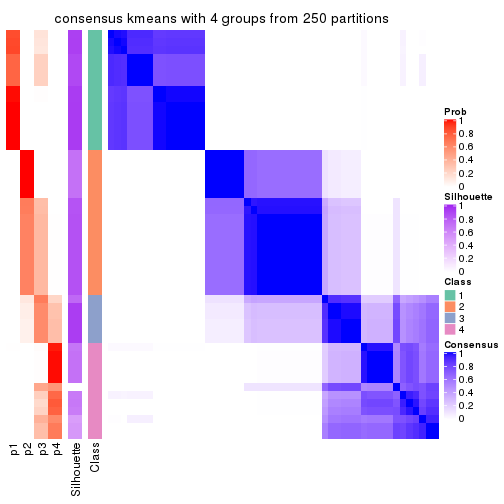 consensus kmeans with 4 groups from 250 partitions
Prob
1
0.8
0.6
0.4
0.2
0
Silhouette
1
0.8
0.6
0.4
0.2
0
Class
1
2
3
4
Consensus
1
0.8
0.6
0.4
0.2
0
p1
p2
p3
p4
Silhouette
Class